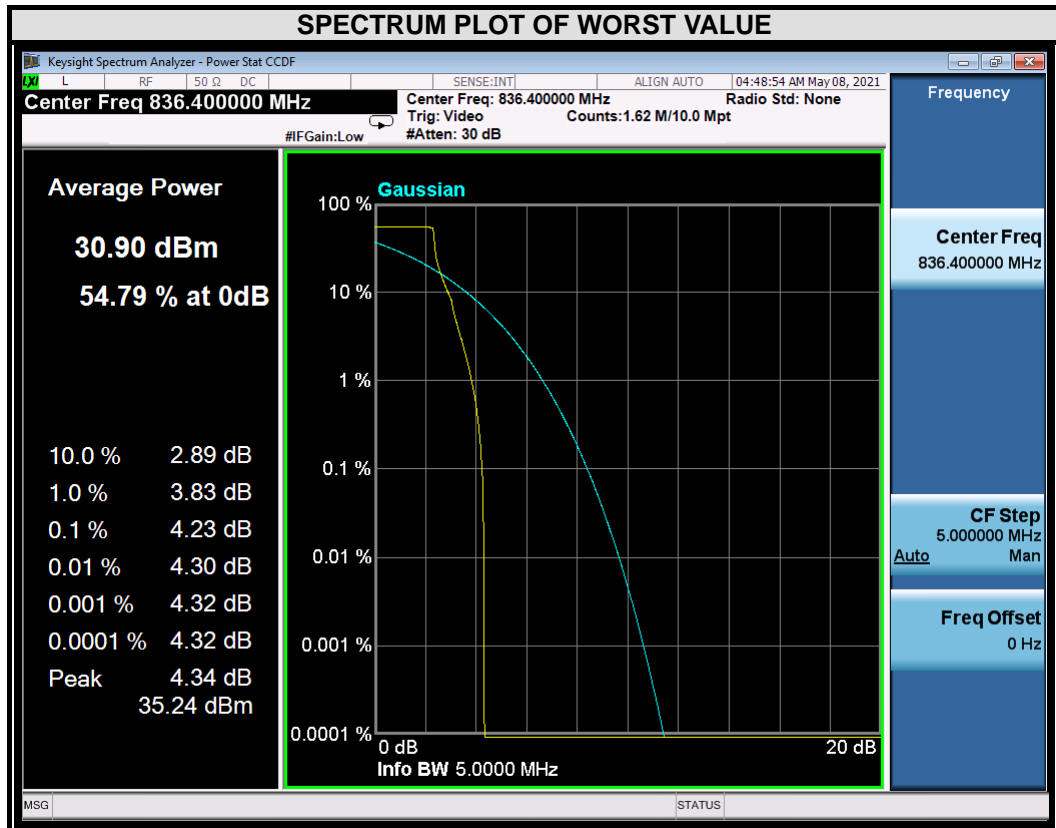 SPECTRUM PLOT OF WORST VALUE
Keysight Spectrum Analyzer - Power Stat CCDF
LXI L RF 50 Ω DC SENSE:INT ALIGN AUTO 04:48:54 AM May 08, 2021
Center Freq 836.400000 MHz
#IFGain:Low
Center Freq: 836.400000 MHz Radio Std: None
Trig: Video Counts:1.62 M/10.0 Mpt
#Atten: 30 dB
Average Power
30.90 dBm
54.79 % at 0dB
10.0 % 2.89 dB
1.0 % 3.83 dB
0.1 % 4.23 dB
0.01 % 4.30 dB
0.001 % 4.32 dB
0.0001 % 4.32 dB
Peak 4.34 dB
35.24 dBm
Gaussian
100 %
10 %
1 %
0.1 %
0.01 %
0.001 %
0.0001 %
0 dB 20 dB
Info BW 5.0000 MHz
Frequency
Center Freq
836.400000 MHz
CF Step
5.000000 MHz
Auto Man
Freq Offset
0 Hz
MSG STATUS